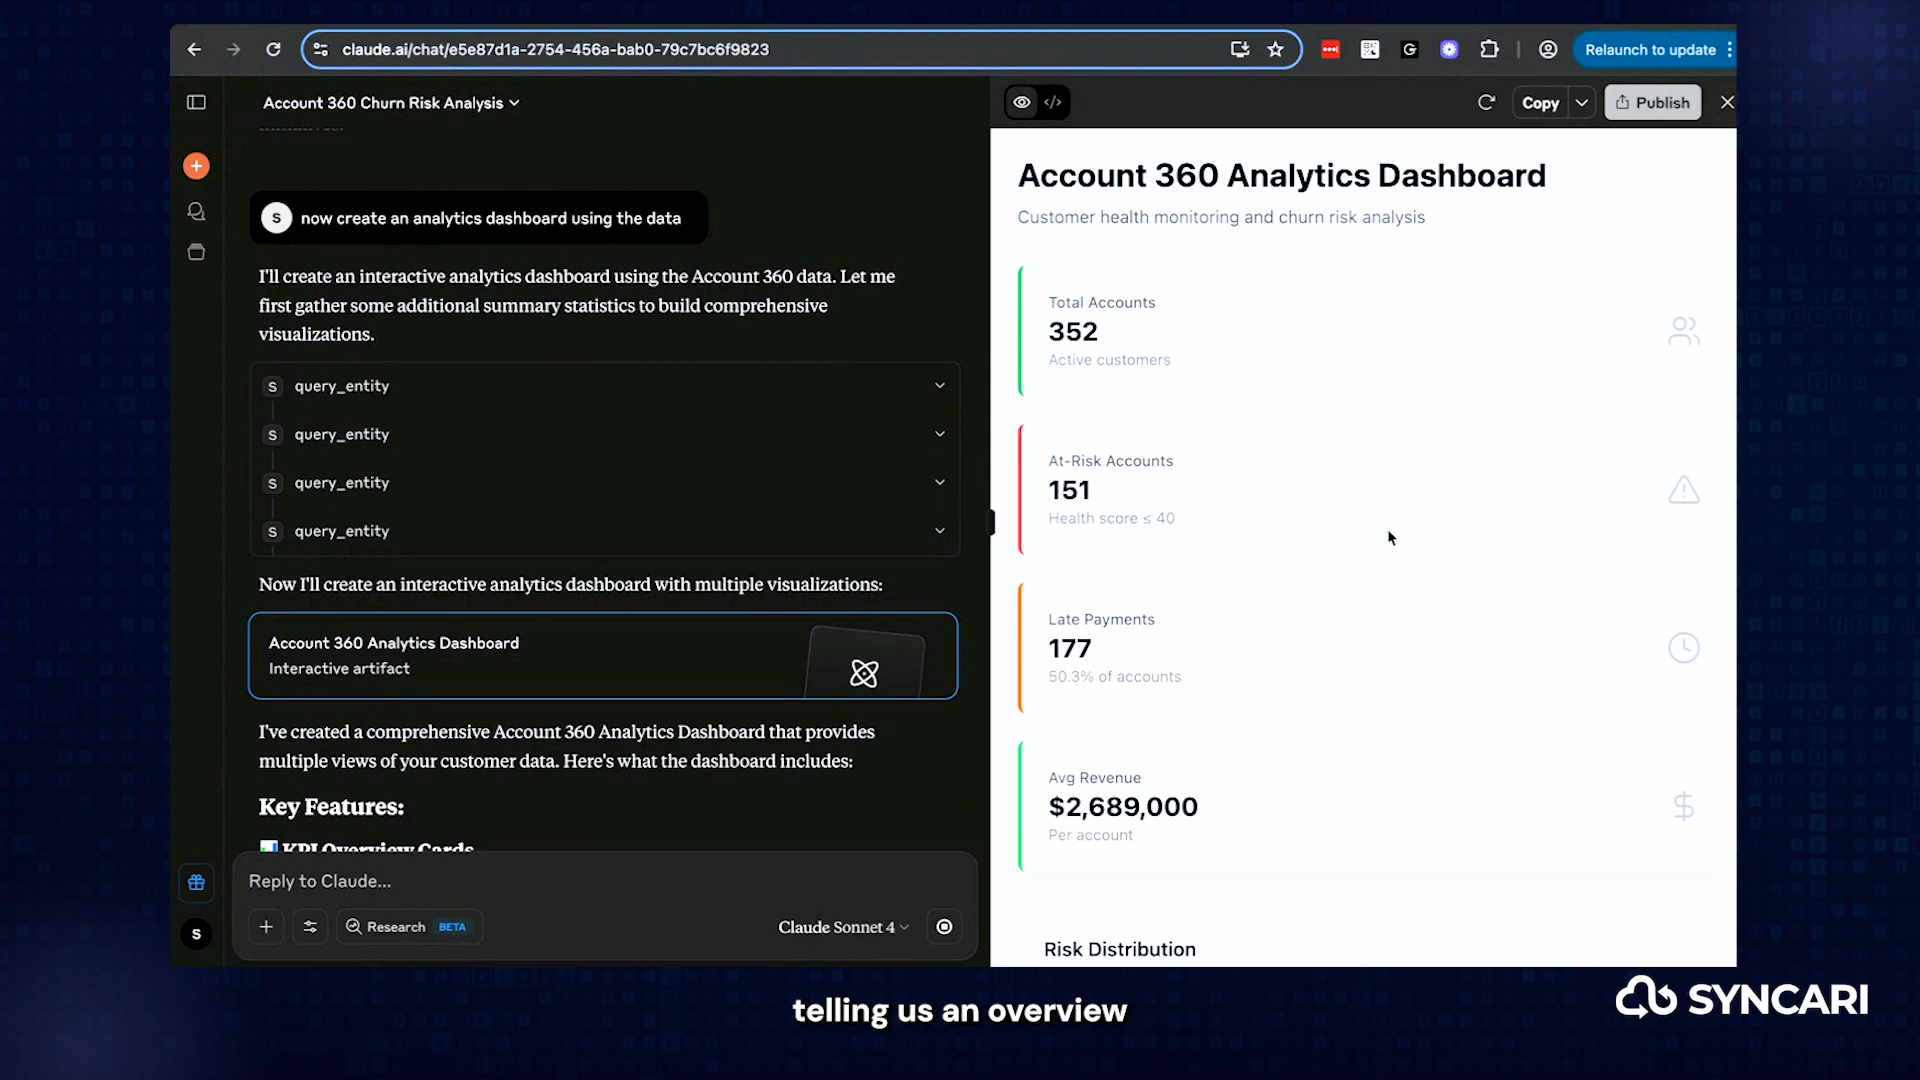 claude.ai/chat/e5e87d1a-2754-456a-bab0-79c7bc6f9823
Relaunch to update
Account 360 Churn Risk Analysis
S now create an analytics dashboard using the data
I'll create an interactive analytics dashboard using the Account 360 data. Let me
first gather some additional summary statistics to build comprehensive
visualizations.
S query_entity
S query_entity
S query_entity
S query_entity
Now I'll create an interactive analytics dashboard with multiple visualizations:
Account 360 Analytics Dashboard
Interactive artifact
I've created a comprehensive Account 360 Analytics Dashboard that provides
multiple views of your customer data. Here's what the dashboard includes:
Key Features:
KPI Overview Cards
Reply to Claude...
Research BETA
Claude Sonnet 4
S
Copy
Publish
Account 360 Analytics Dashboard
Customer health monitoring and churn risk analysis
Total Accounts
352
Active customers
At-Risk Accounts
151
Health score ≤ 40
Late Payments
177
50.3% of accounts
Avg Revenue
$2,689,000
Per account
Risk Distribution
telling us an overview
SYNCARI